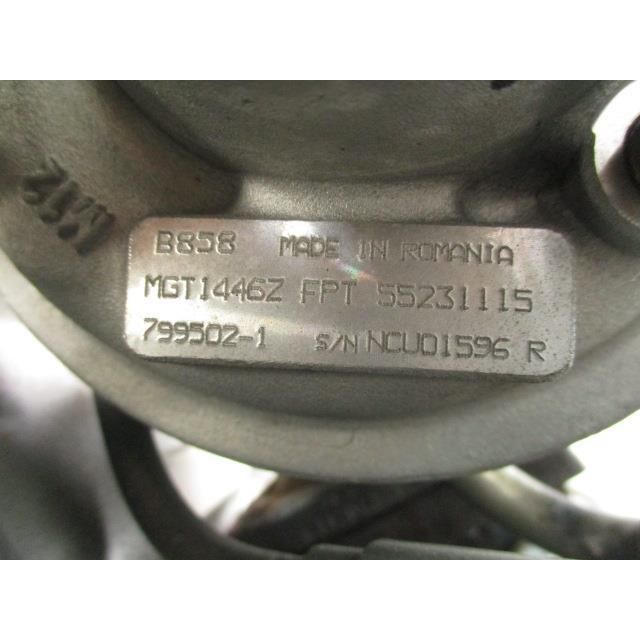 B858 MADE IN ROMANIA
MGT1446Z FPT 55231115
799502-1 S/N NCU01596 R